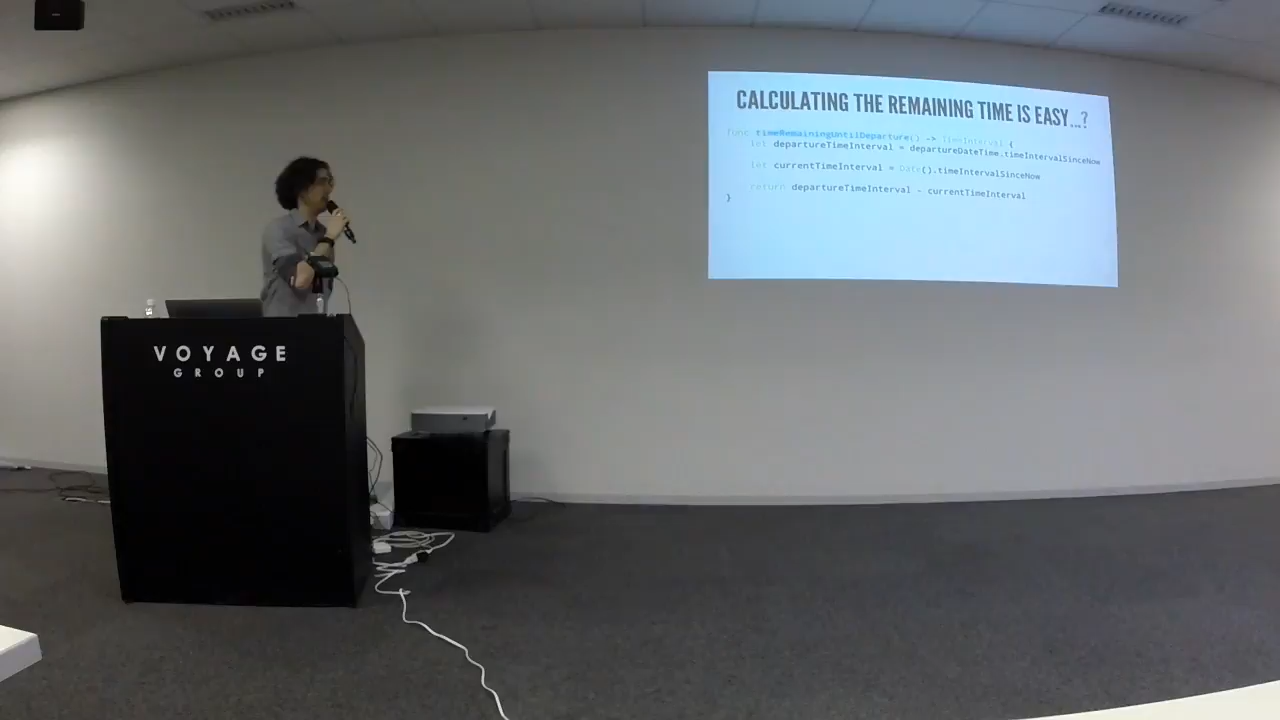 CALCULATING THE REMAINING TIME IS EASY...?
func timeRemainingUntilDeparture() -> TimeInterval {
let departureTimeInterval = departureDateTime.timeIntervalSinceNow
let currentTimeInterval = Date().timeIntervalSinceNow
return departureTimeInterval - currentTimeInterval
}
VOYAGE
GROUP